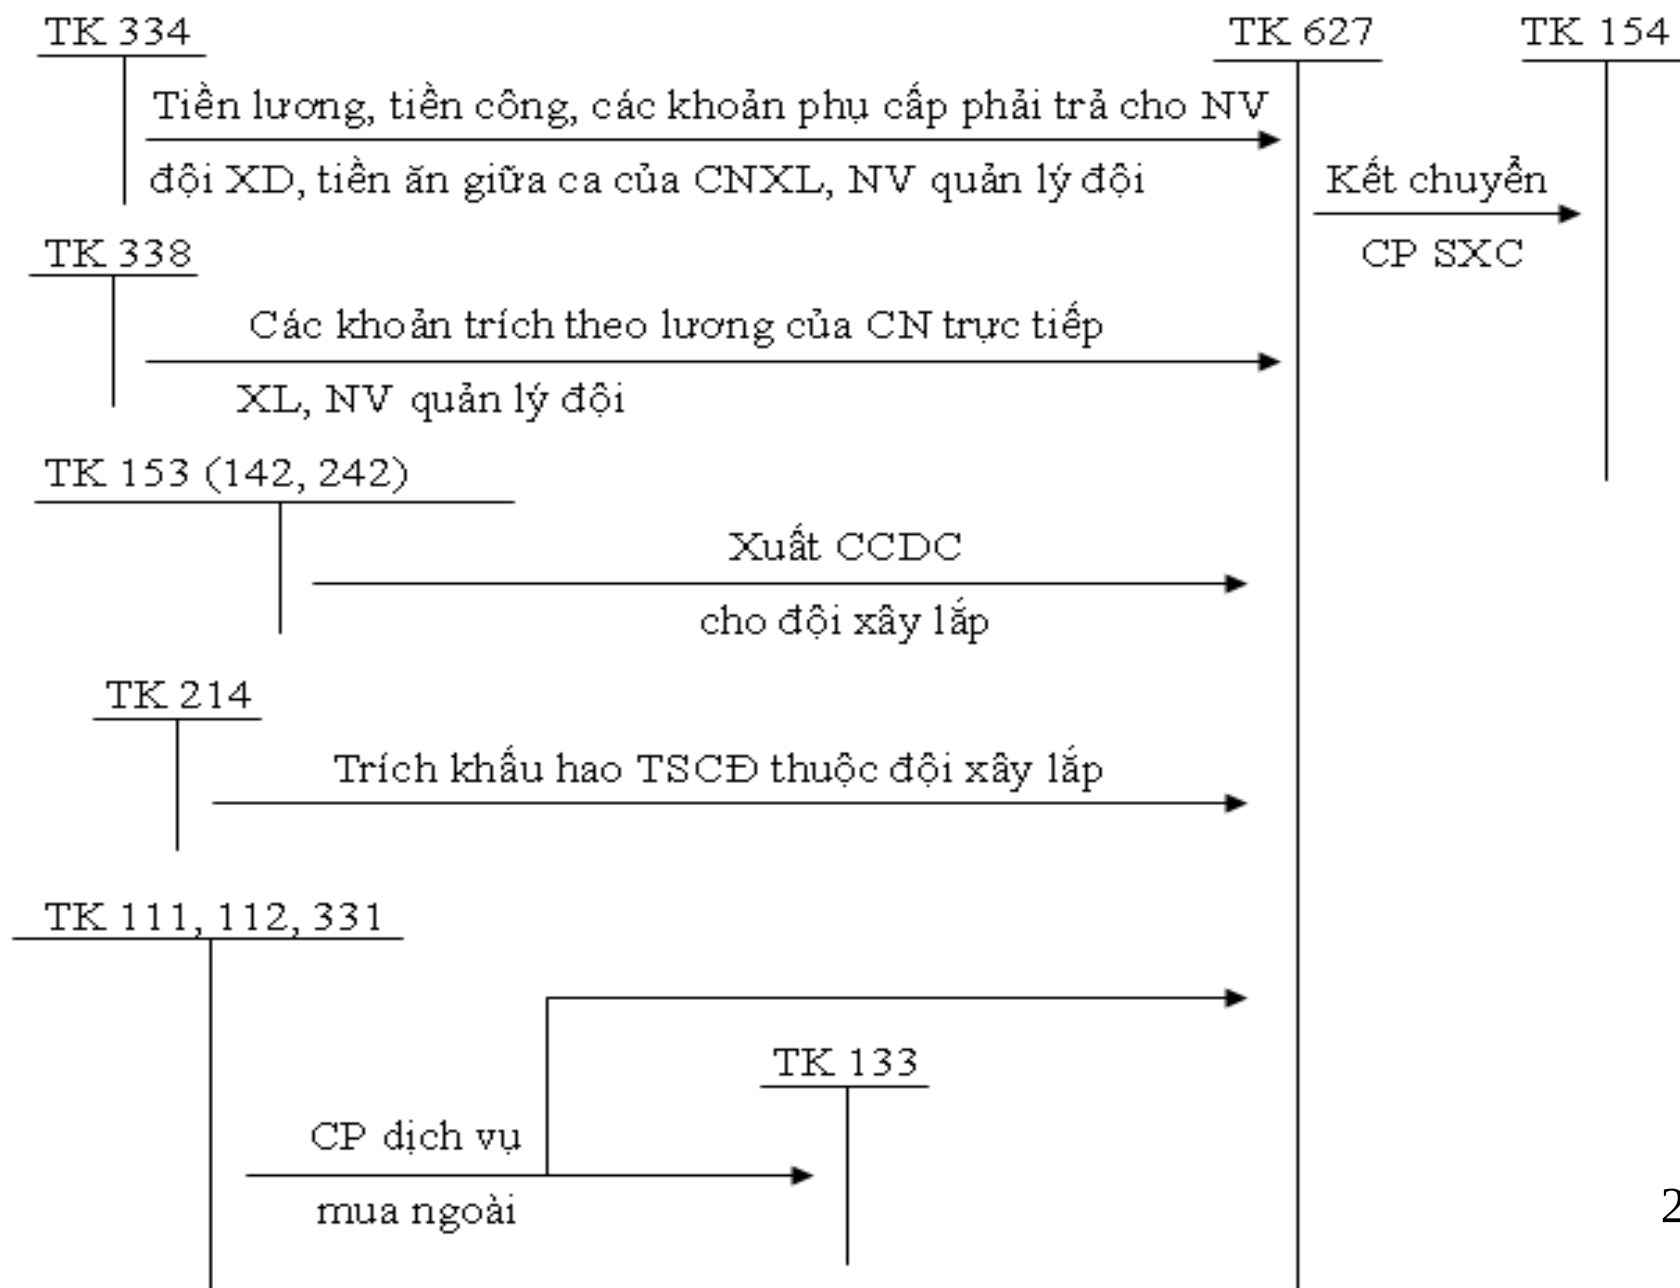 TK 334
TK 627
TK 154
Tiền lương, tiền công, các khoản phụ cấp phải trả cho NV
đội XD, tiền ăn giữa ca của CNXL, NV quản lý đội
Kết chuyển
CP SXC
TK 338
Các khoản trích theo lương của CN trực tiếp
XL, NV quản lý đội
TK 153 (142, 242)
Xuất CCDC
cho đội xây lắp
TK 214
Trích khấu hao TSCĐ thuộc đội xây lắp
TK 111, 112, 331
TK 133
CP dịch vụ
mua ngoài
2